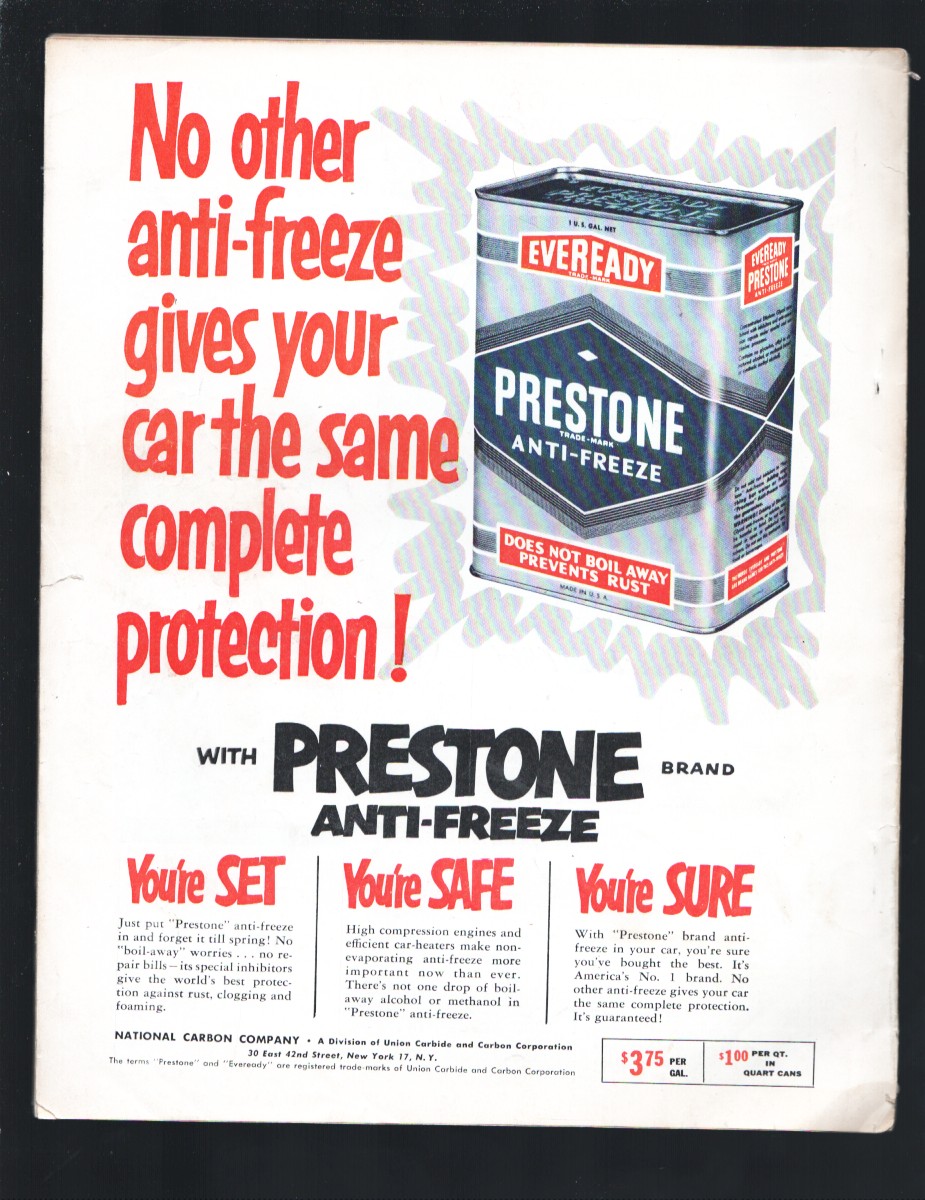 No other
anti-freeze
gives your
car the same
complete
protection!
1 U.S. GAL. NET
EVEREADY
TRADE-MARK
PRESTONE
TRADE-MARK
ANTI-FREEZE
DOES NOT BOIL AWAY
PREVENTS RUST
MADE IN U.S.A.
EVEREADY
PRESTONE
ANTI-FREEZE
WITH PRESTONE BRAND
ANTI-FREEZE
You're SET
Just put "Prestone" anti-freeze
in and forget it till spring! No
"boil-away" worries . . . no re-
pair bills—its special inhibitors
give the world's best protec-
tion against rust, clogging and
foaming.
You're SAFE
High compression engines and
efficient car-heaters make non-
evaporating anti-freeze more
important now than ever.
There's not one drop of boil-
away alcohol or methanol in
"Prestone" anti-freeze.
You're SURE
With "Prestone" brand anti-
freeze in your car, you're sure
you've bought the best. It's
America's No. 1 brand. No
other anti-freeze gives your car
the same complete protection.
It's guaranteed!
NATIONAL CARBON COMPANY • A Division of Union Carbide and Carbon Corporation
30 East 42nd Street, New York 17, N. Y.
The terms "Prestone" and "Eveready" are registered trade-marks of Union Carbide and Carbon Corporation
$3.75 PER
GAL.
$1.00 PER QT.
IN
QUART CANS